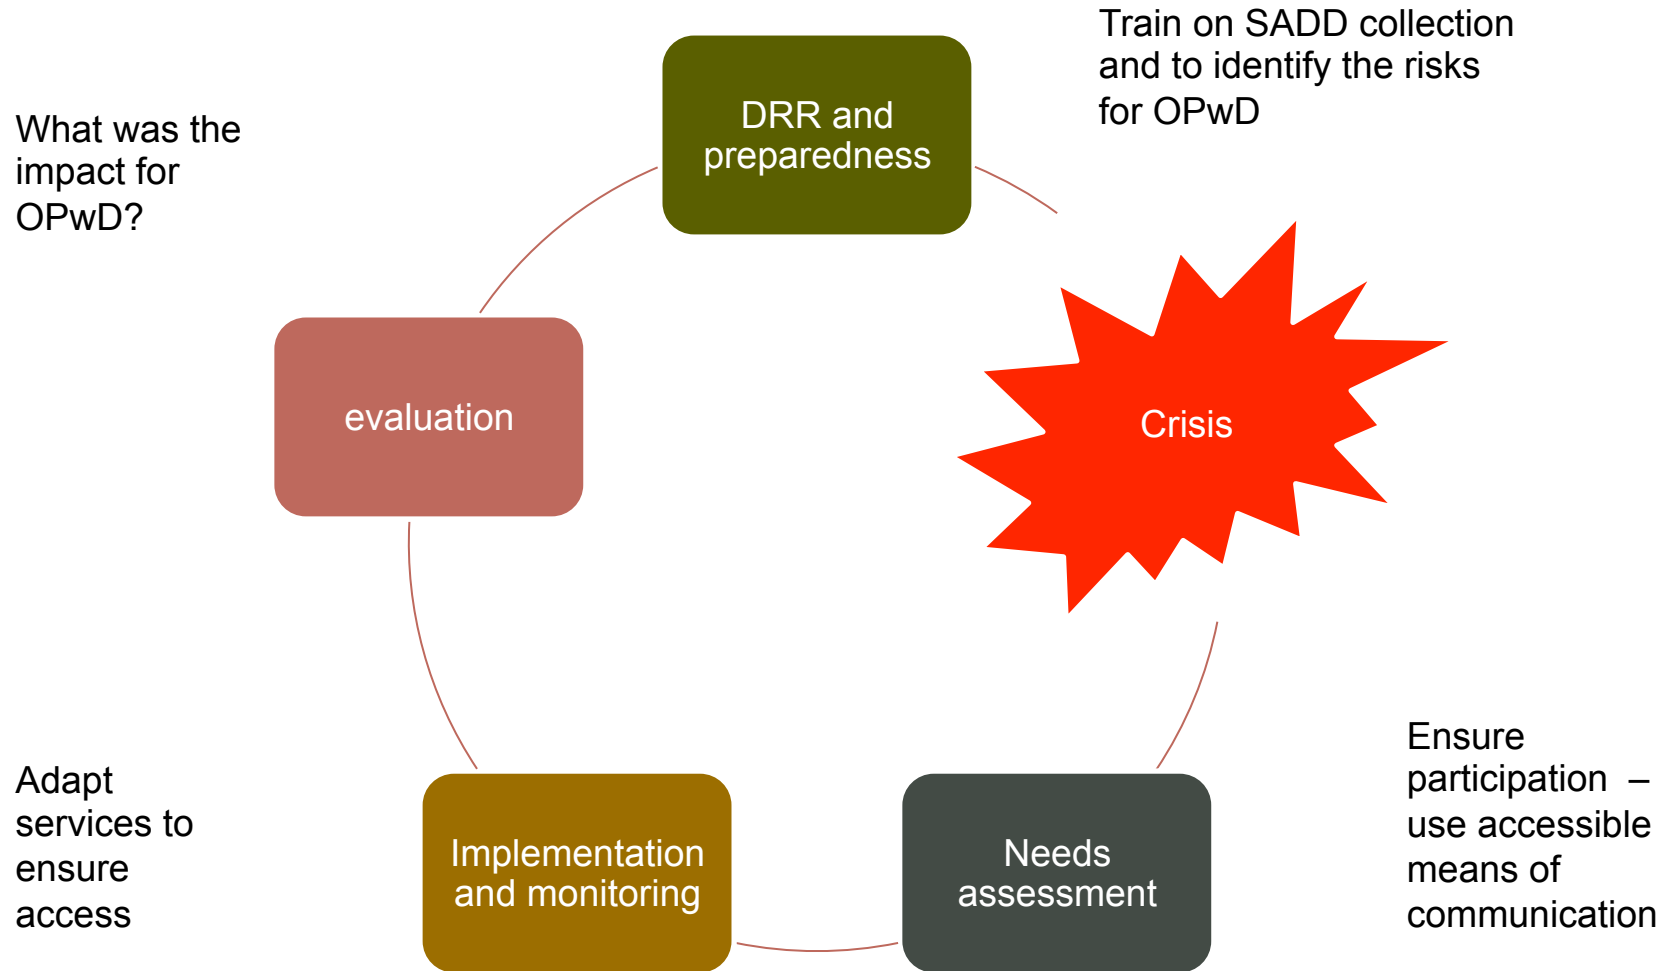 Train on SADD collection
and to identify the risks
for OPwD
DRR and
preparedness
What was the
impact for
OPwD?
evaluation
Crisis
Adapt
services to
ensure
access
Implementation
and monitoring
Needs
assessment
Ensure
participation –
use accessible
means of
communication